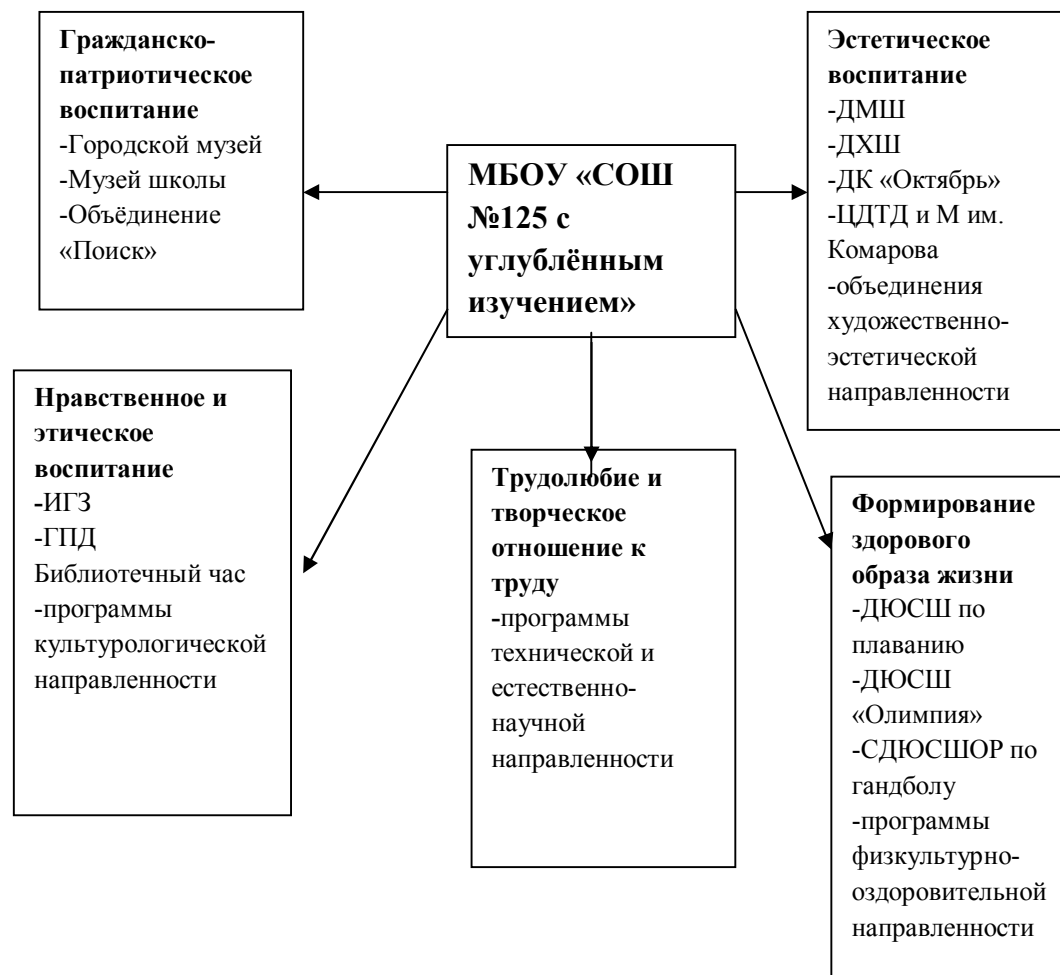 Гражданско-
патриотическое
воспитание
-Городской музей
-Музей школы
-Объёдинение
«Поиск»
МБОУ «СОШ
№125 с
углублённым
изучением»
Эстетическое
воспитание
-ДМШ
-ДХШ
-ДК «Октябрь»
-ЦДТД и М им.
Комарова
-объединения
художественно-
эстетической
направленности
Нравственное и
этическое
воспитание
-ИГЗ
-ГПД
Библиотечный час
-программы
культурологической
направленности
Трудолюбие и
творческое
отношение к
труду
-программы
технической и
естественно-
научной
направленности
Формирование
здорового
образа жизни
-ДЮСШ по
плаванию
-ДЮСШ
«Олимпия»
-СДЮСШОР по
гандболу
-программы
физкультурно-
оздоровительной
направленности